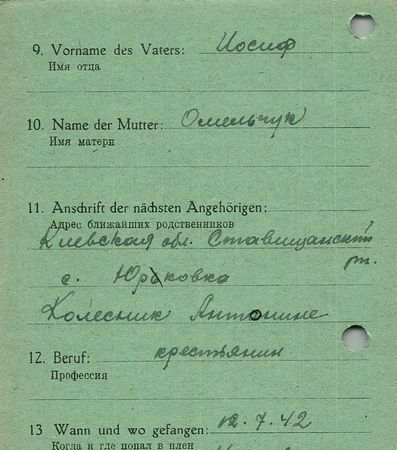 9. Vorname des Vaters: Иосиф
Имя отца
10. Name der Mutter: Омельчук
Имя матери
11. Anschrift der nächsten Angehörigen:
Адрес ближайших родственников
Киевская обл. Ставищанский
рн.
с. Юрковка
Колесник Антонине
12. Beruf: крестьянин
Профессия
13 Wann und wo gefangen: 12.7.42
Когда и где попал в плен